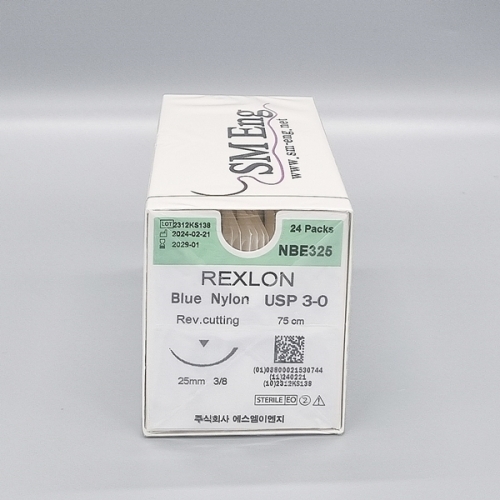 SM Eng
www.sm-eng.net
LOT 2312KS138
2024-02-21
2029-01
24 Packs
NBE325
REXLON
Blue Nylon USP 3-0
Rev.cutting 75 cm
25mm 3/8
(01)08800021530744
(11)240221
(10)2312KS138
STERILE EO 2
주식회사 에스엠이엔지